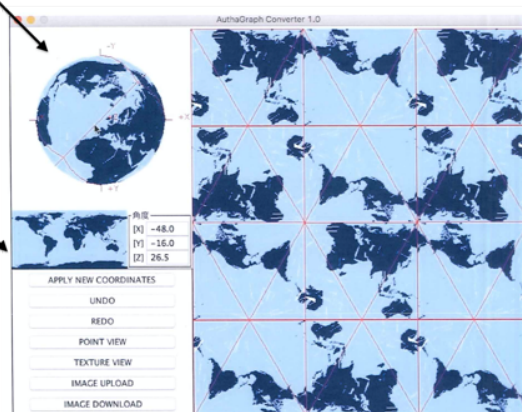 AuthaGraph Converter 1.0
-Y
+X
+Y
角度
[X] -48.0
[Y] -16.0
[Z] 26.5
APPLY NEW COORDINATES
UNDO
REDO
POINT VIEW
TEXTURE VIEW
IMAGE UPLOAD
IMAGE DOWNLOAD